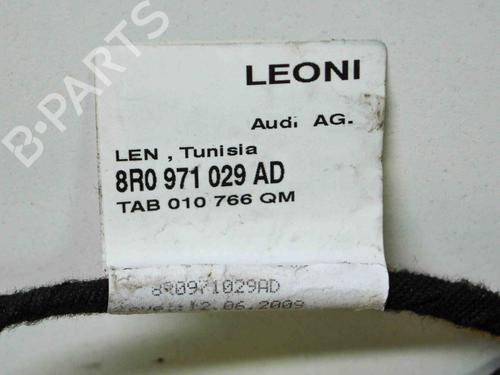 LEONI
Audi AG.
LEN , Tunisia
8R0 971 029 AD
TAB 010 766 QM
8R0971029AD
12.06.2009
B-PARTS